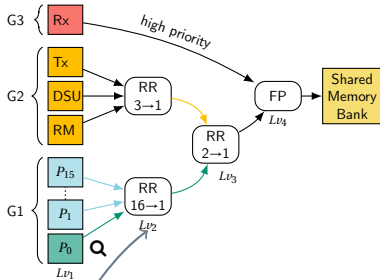 G3
Rx
high priority
G2
Tx
DSU
RM
RR
3→1
FP
Lv₄
Shared
Memory
Bank
RR
2→1
Lv₃
G1
P₁₅
P₁
P₀
RR
16→1
Lv₂
Lv₁